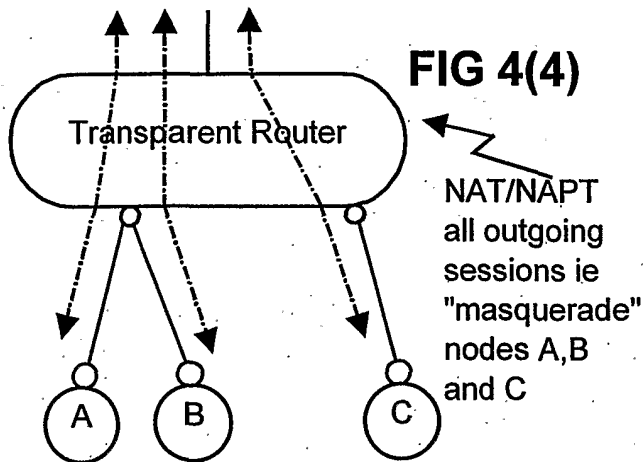 FIG 4(4)
Transparent Router
NAT/NAPT
all outgoing
sessions ie
"masquerade"
nodes A,B
and C
A
B
C